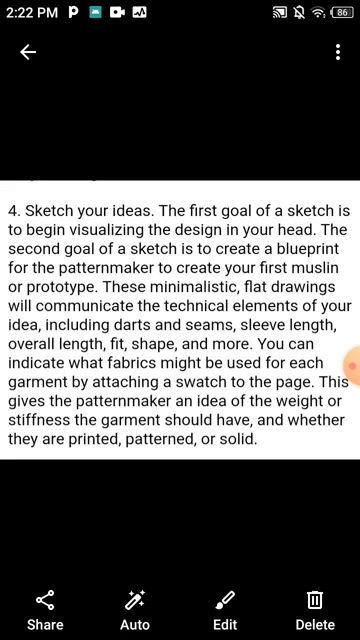 2:22 PM
86
4. Sketch your ideas. The first goal of a sketch is
to begin visualizing the design in your head. The
second goal of a sketch is to create a blueprint
for the patternmaker to create your first muslin
or prototype. These minimalistic, flat drawings
will communicate the technical elements of your
idea, including darts and seams, sleeve length,
overall length, fit, shape, and more. You can
indicate what fabrics might be used for each
garment by attaching a swatch to the page. This
gives the patternmaker an idea of the weight or
stiffness the garment should have, and whether
they are printed, patterned, or solid.
Share Auto Edit Delete